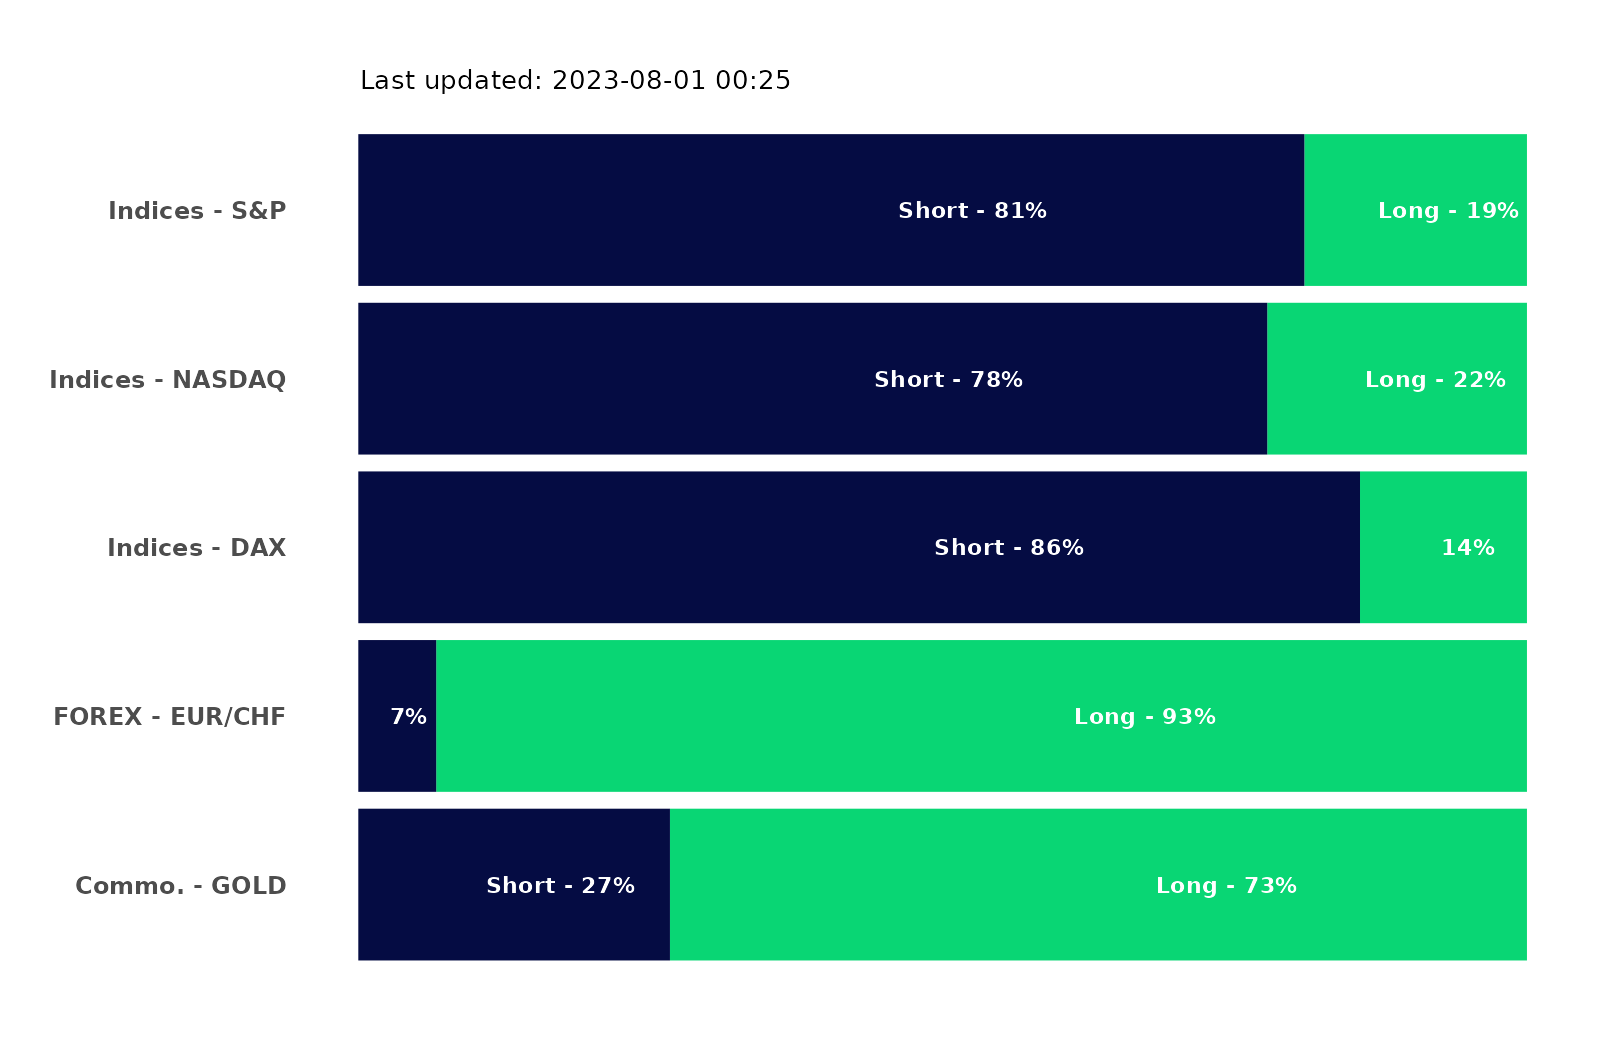 Last updated: 2023-08-01 00:25
Indices - S&P Short - 81% Long - 19%
Indices - NASDAQ Short - 78% Long - 22%
Indices - DAX Short - 86% 14%
FOREX - EUR/CHF 7% Long - 93%
Commo. - GOLD Short - 27% Long - 73%